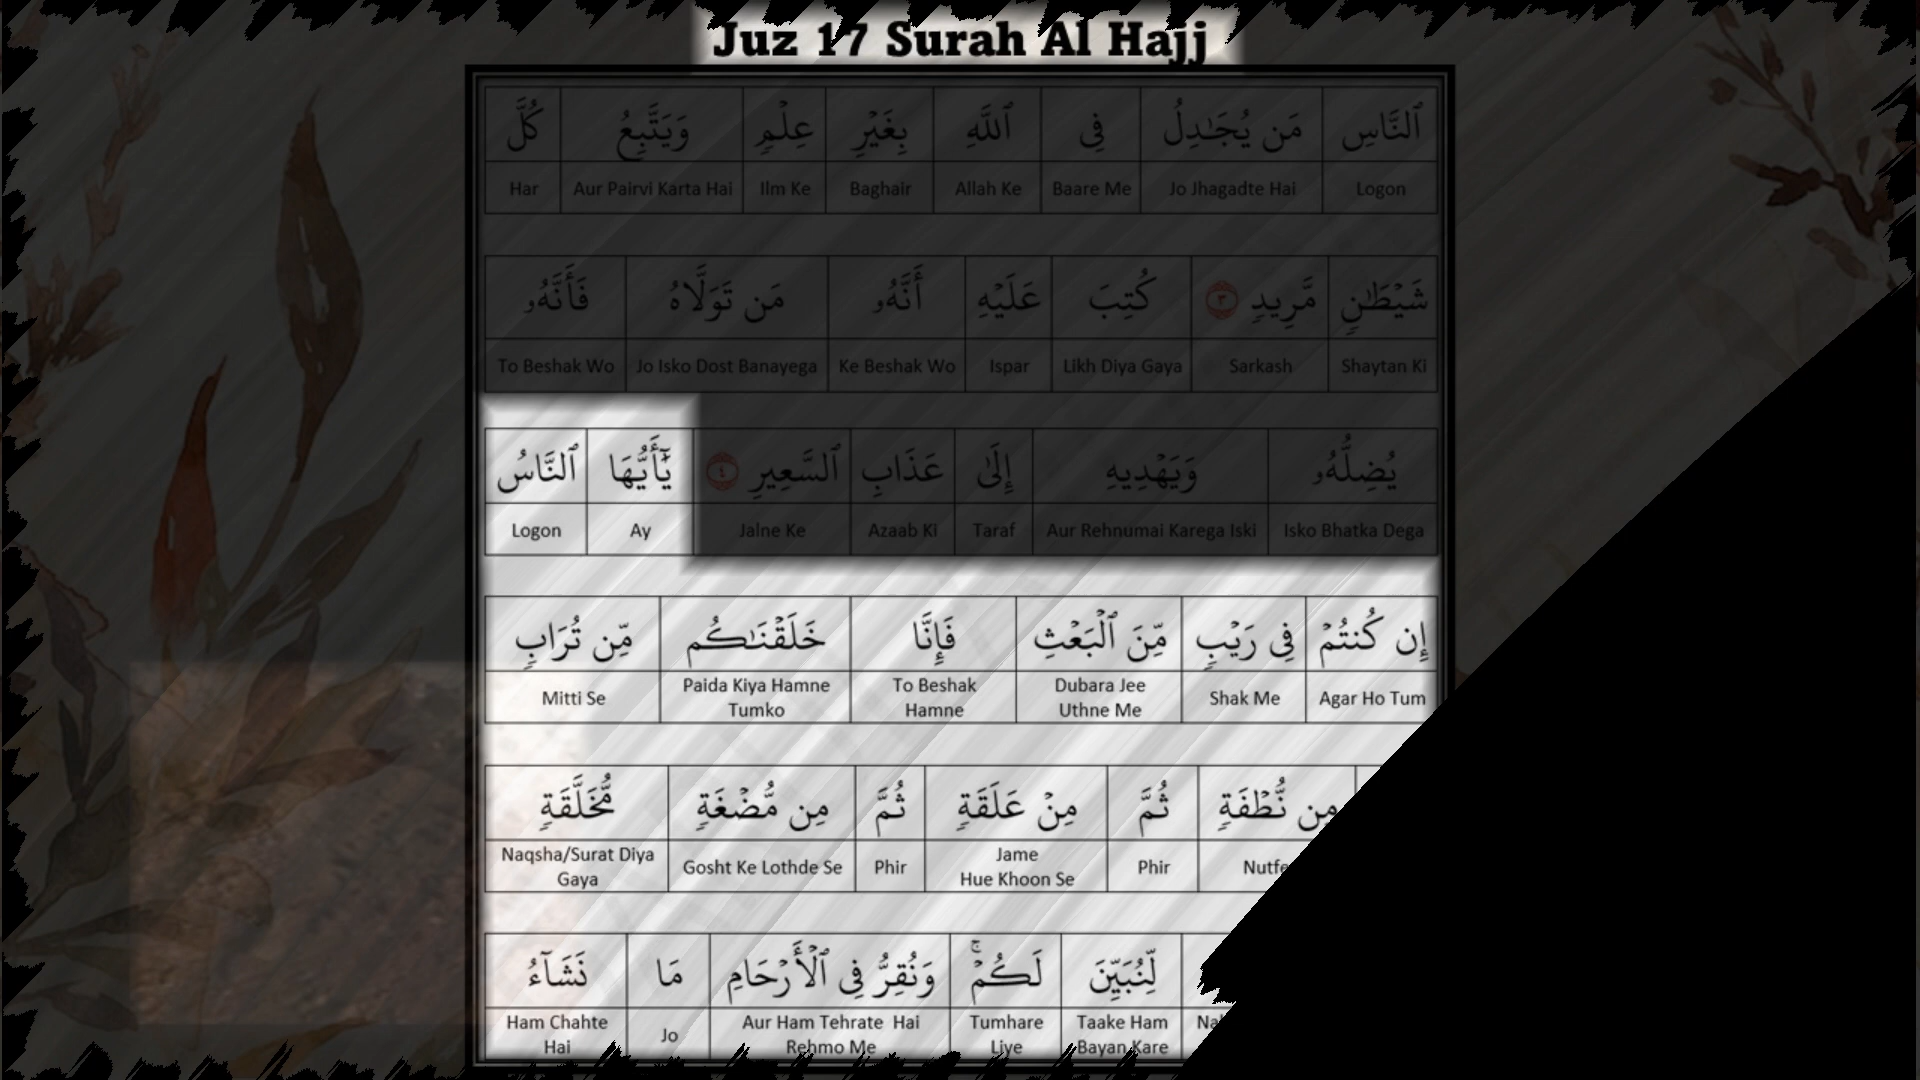 Juz 17 Surah Al Hajj
ٱلنَّاسِ مَن يُجَـٰدِلُ فِى ٱللَّهِ بِغَيْرِ عِلْمٍ وَيَتَّبِعُ كُلَّ
Har Aur Pairvi Karta Hai Ilm Ke Baghair Allah Ke Baare Me Jo Jhagadte Hai Logon
شَيْطَـٰنٍ مَّرِيدٍ ٣ كُتِبَ عَلَيْهِ أَنَّهُۥ مَن تَوَلَّاهُ فَأَنَّهُۥ
To Beshak Wo Jo Isko Dost Banayega Ke Beshak Wo Ispar Likh Diya Gaya Sarkash Shaytan Ki
يُضِلُّهُۥ وَيَهْدِيهِ إِلَىٰ عَذَابِ ٱلسَّعِيرِ ٤ يَـٰٓأَيُّهَا ٱلنَّاسُ
Logon Ay Jalne Ke Azaab Ki Taraf Aur Rehnumai Karega Iski Isko Bhatka Dega
إِن كُنتُمْ فِى رَيْبٍ مِّنَ ٱلْبَعْثِ فَإِنَّا خَلَقْنَـٰكُم مِّن تُرَابٍ
Mitti Se Paida Kiya Hamne Tumko To Beshak Hamne Dubara Jee Uthne Me Shak Me Agar Ho Tum
مِن نُّطْفَةٍ ثُمَّ مِنْ عَلَقَةٍ ثُمَّ مِن مُّضْغَةٍ مُّخَلَّقَةٍ
Naqsha/Surat Diya Gaya Gosht Ke Lothde Se Phir Jame Hue Khoon Se Phir
لِّنُبَيِّنَ لَكُمْ ۚ وَنُقِرُّ فِى ٱلْأَرْحَامِ مَا نَشَآءُ
Ham Chahte Hai Jo Aur Ham Tehrate Hai Rehmo Me Tumhare Liye Taake Ham Bayan Kare